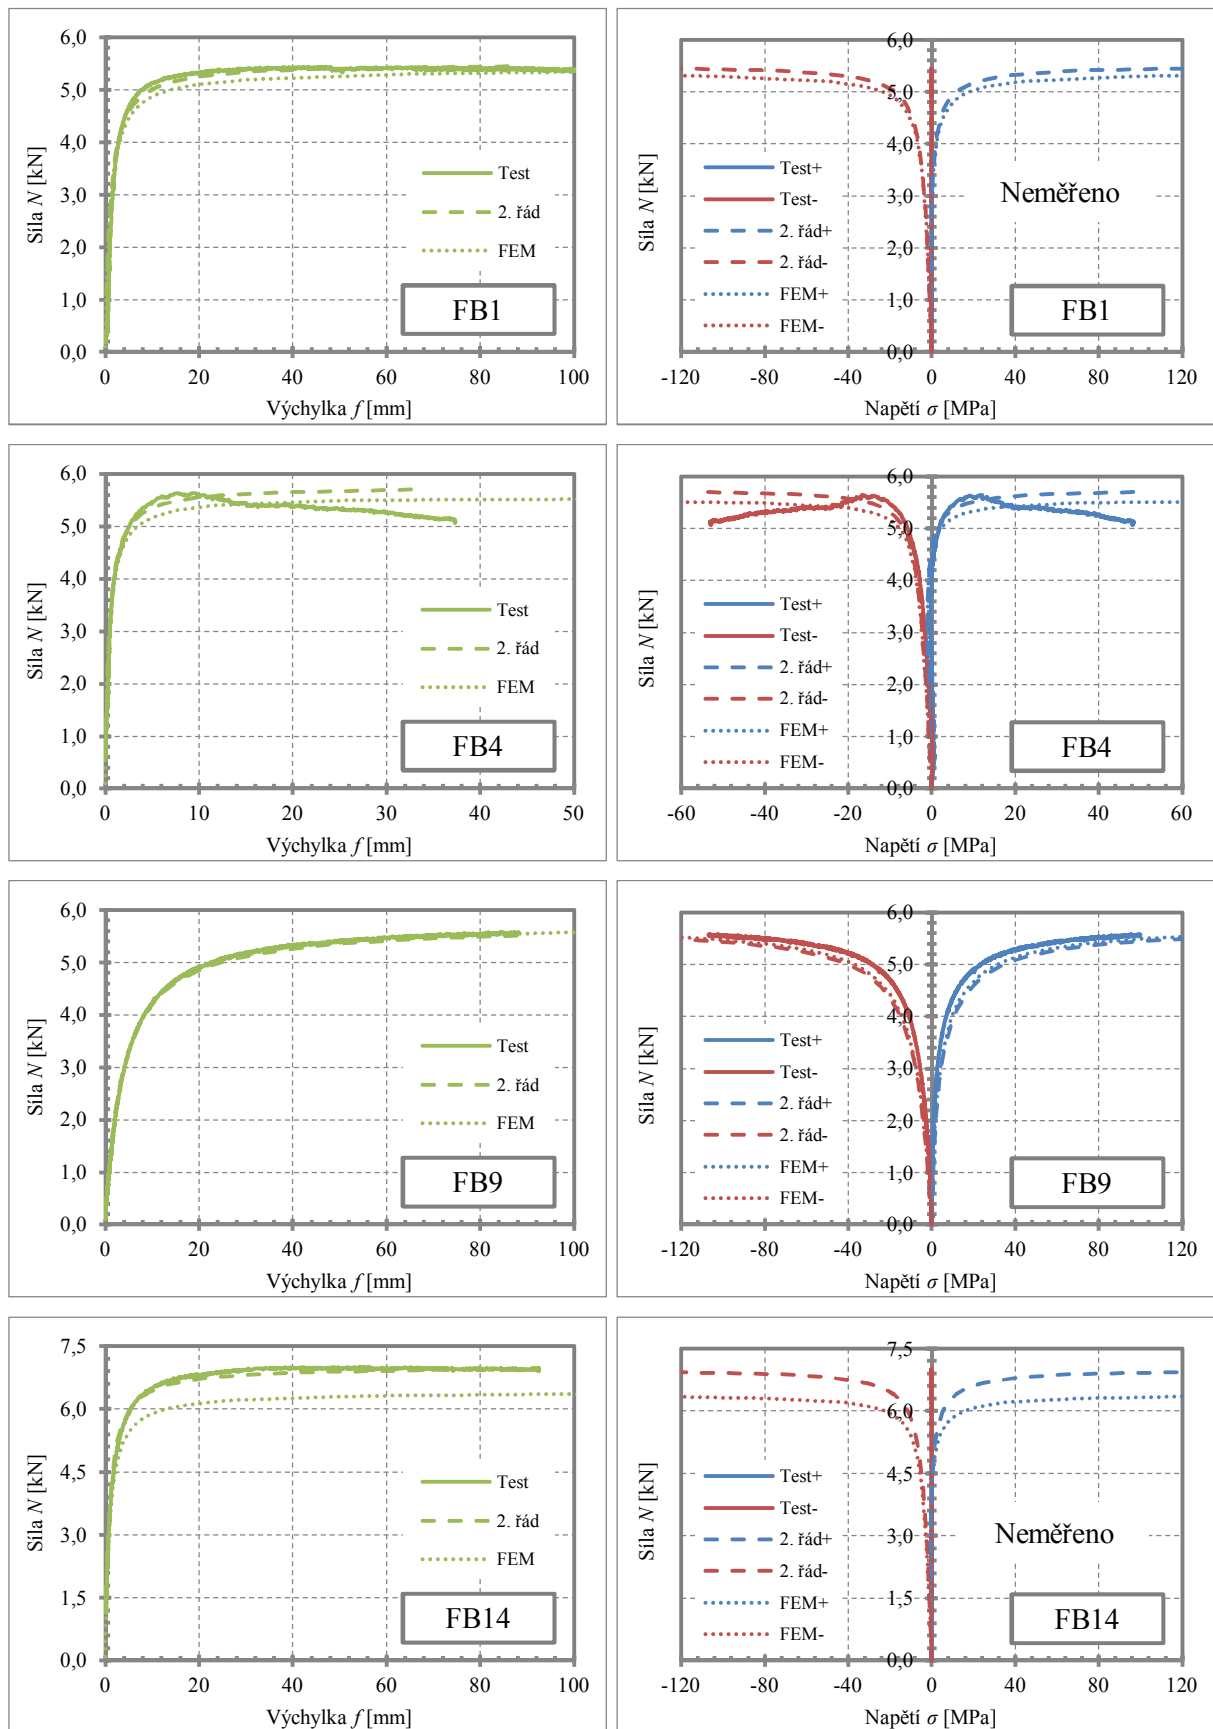 6,0
5,0
4,0
3,0
2,0
1,0
0,0
Síla N [kN]
Test
2. řád
FEM
FB1
0 20 40 60 80 100
Výchylka f [mm]
6,0
5,0
4,0
3,0
2,0
1,0
0,0
Síla N [kN]
Test+
Test-
2. řád+
2. řád-
FEM+
FEM-
Neměřeno
FB1
-120 -80 -40 0 40 80 120
Napětí σ [MPa]
6,0
5,0
4,0
3,0
2,0
1,0
0,0
Síla N [kN]
Test
2. řád
FEM
FB4
0 10 20 30 40 50
Výchylka f [mm]
6,0
5,0
4,0
3,0
2,0
1,0
0,0
Síla N [kN]
Test+
Test-
2. řád+
2. řád-
FEM+
FEM-
FB4
-60 -40 -20 0 20 40 60
Napětí σ [MPa]
6,0
5,0
4,0
3,0
2,0
1,0
0,0
Síla N [kN]
Test
2. řád
FEM
FB9
0 20 40 60 80 100
Výchylka f [mm]
6,0
5,0
4,0
3,0
2,0
1,0
0,0
Síla N [kN]
Test+
Test-
2. řád+
2. řád-
FEM+
FEM-
FB9
-120 -80 -40 0 40 80 120
Napětí σ [MPa]
7,5
6,0
4,5
3,0
1,5
0,0
Síla N [kN]
Test
2. řád
FEM
FB14
0 20 40 60 80 100
Výchylka f [mm]
7,5
6,0
4,5
3,0
1,5
0,0
Síla N [kN]
Test+
Test-
2. řád+
2. řád-
FEM+
FEM-
Neměřeno
FB14
-120 -80 -40 0 40 80 120
Napětí σ [MPa]